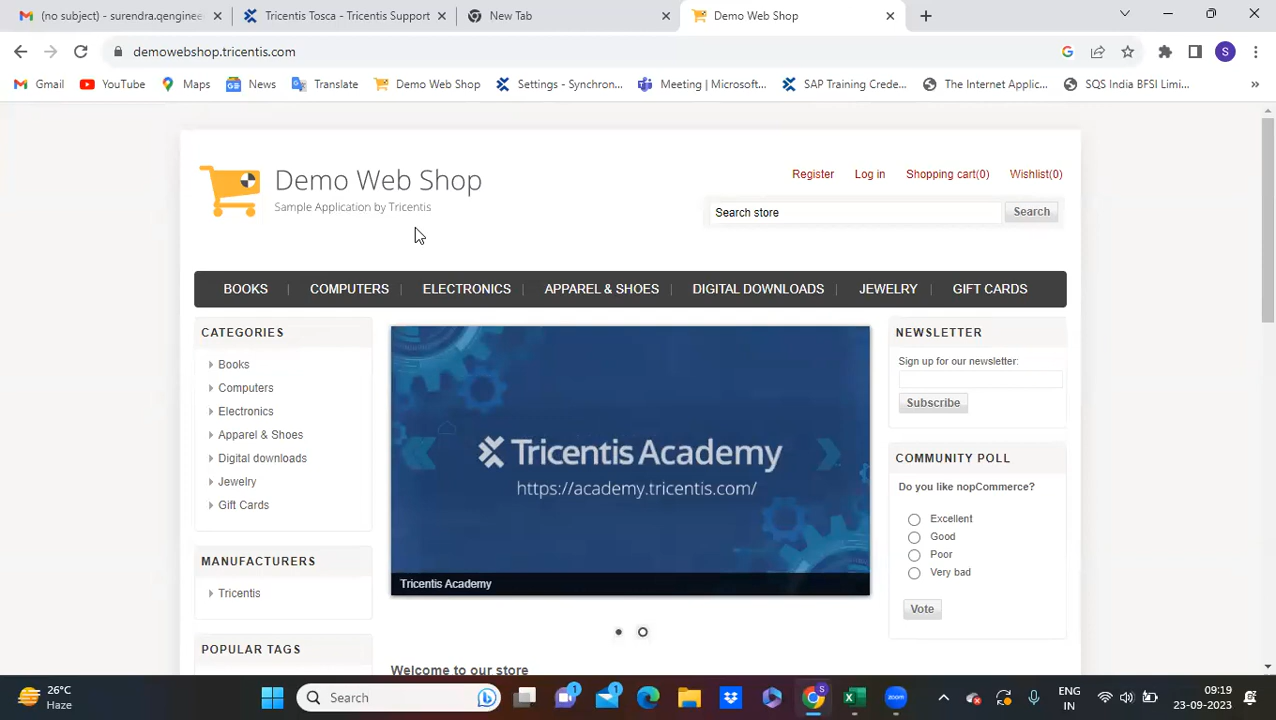 (no subject) - surendra.qenginee
Tricentis Tosca - Tricentis Support
New Tab
Demo Web Shop
demowebshop.tricentis.com
S
Gmail
YouTube
Maps
News
Translate
Demo Web Shop
Settings - Synchron...
Meeting | Microsoft...
SAP Training Crede...
The Internet Applic...
SQS India BFSI Limi...
»
Demo Web Shop
Sample Application by Tricentis
Register
Log in
Shopping cart(0)
Wishlist(0)
Search store
Search
BOOKS
COMPUTERS
ELECTRONICS
APPAREL & SHOES
DIGITAL DOWNLOADS
JEWELRY
GIFT CARDS
CATEGORIES
Books
Computers
Electronics
Apparel & Shoes
Digital downloads
Jewelry
Gift Cards
MANUFACTURERS
Tricentis
POPULAR TAGS
Tricentis Academy
https://academy.tricentis.com/
Tricentis Academy
Welcome to our store
NEWSLETTER
Sign up for our newsletter:
Subscribe
COMMUNITY POLL
Do you like nopCommerce?
Excellent
Good
Poor
Very bad
Vote
26°C
Haze
Search
1
1
S
zoom
ENG
IN
09:19
23-09-2023